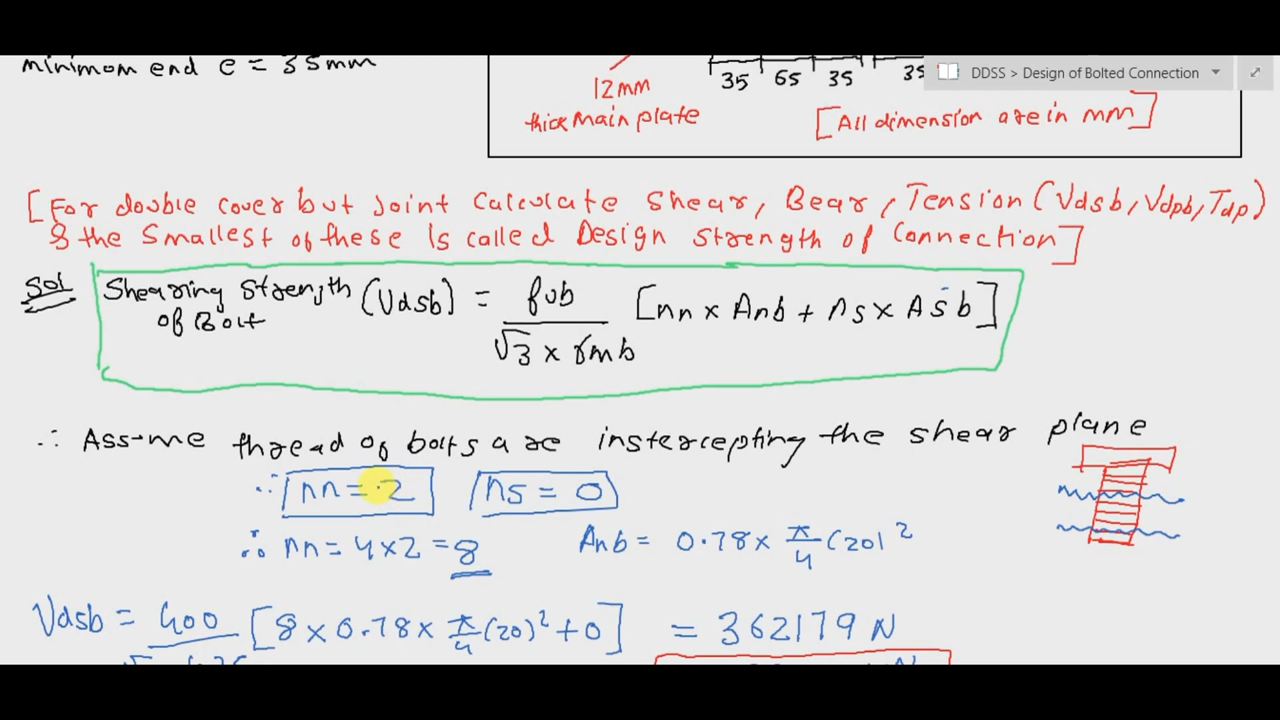 minimom end e = 35mm
12mm
thick main plate
35 65 35 35
DDSS > Design of Bolted Connection
[All dimension are in mm]
[For double cover but Joint Calculate Shear, Bear, Tension (Vdsb, Vdpb, Tdp)
& the smallest of these Is called Design Strength of Connection]
Sol
Shearing Strength of Bolt (Vdsb) = fub / √3 × γmb [nn × Anb + ns × Asb]
∴ Assume thread of bolts are instercepting the shear plane
∴ nn = 2 ns = 0
∴ nn = 4×2 = 8 Anb = 0.78 × π/4 (20)²
Vdsb = 400 [8 × 0.78 × π/4 (20)² + 0] = 362179 N